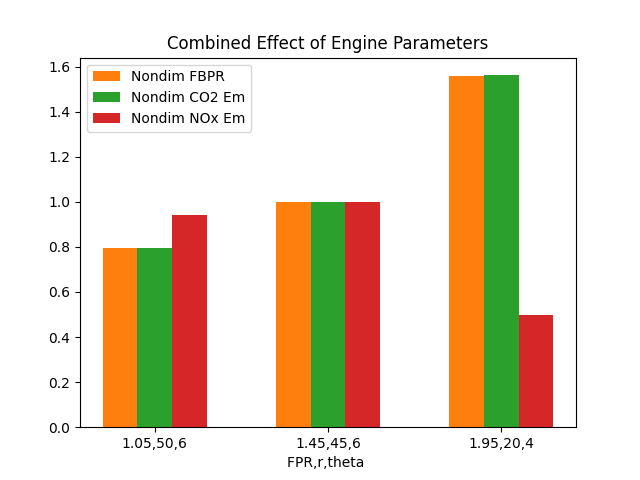 Combined Effect of Engine Parameters
Nondim FBPR
Nondim CO2 Em
Nondim NOx Em
1.6
1.4
1.2
1.0
0.8
0.6
0.4
0.2
0.0
1.05,50,6
1.45,45,6
1.95,20,4
FPR,r,theta